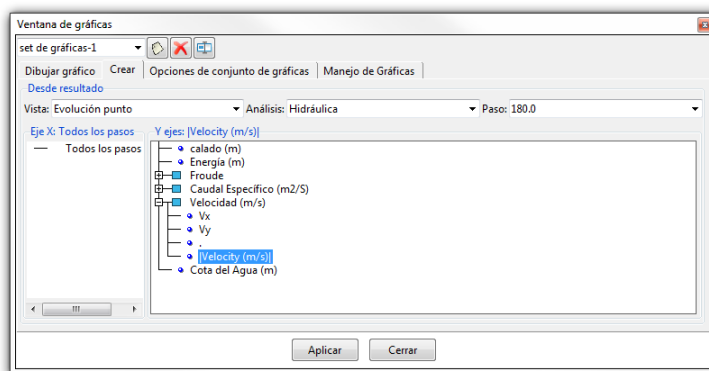 Ventana de gráficas
set de gráficas-1
Dibujar gráfico Crear Opciones de conjunto de gráficas Manejo de Gráficas
Desde resultado
Vista: Evolución punto Análisis: Hidráulica Paso: 180.0
Eje X: Todos los pasos Y ejes: |Velocity (m/s)|
Todos los pasos
calado (m)
Energía (m)
Froude
Caudal Específico (m2/S)
Velocidad (m/s)
Vx
Vy
.
|Velocity (m/s)|
Cota del Agua (m)
Aplicar Cerrar